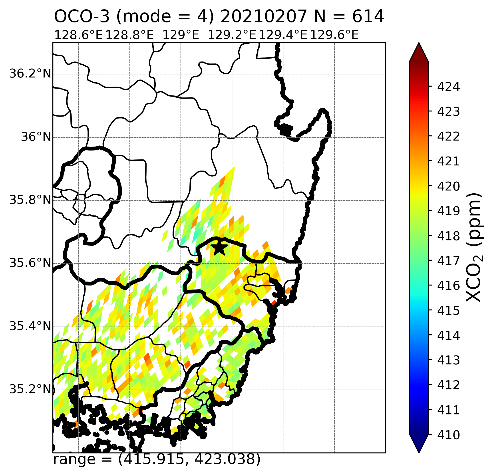 OCO-3 (mode = 4) 20210207 N = 614
128.6°E 128.8°E 129°E 129.2°E 129.4°E 129.6°E
36.2°N
36°N
35.8°N
35.6°N
35.4°N
35.2°N
range = (415.915, 423.038)
424
423
422
421
420
419
418
417
416
415
414
413
412
411
410
XCO₂ (ppm)